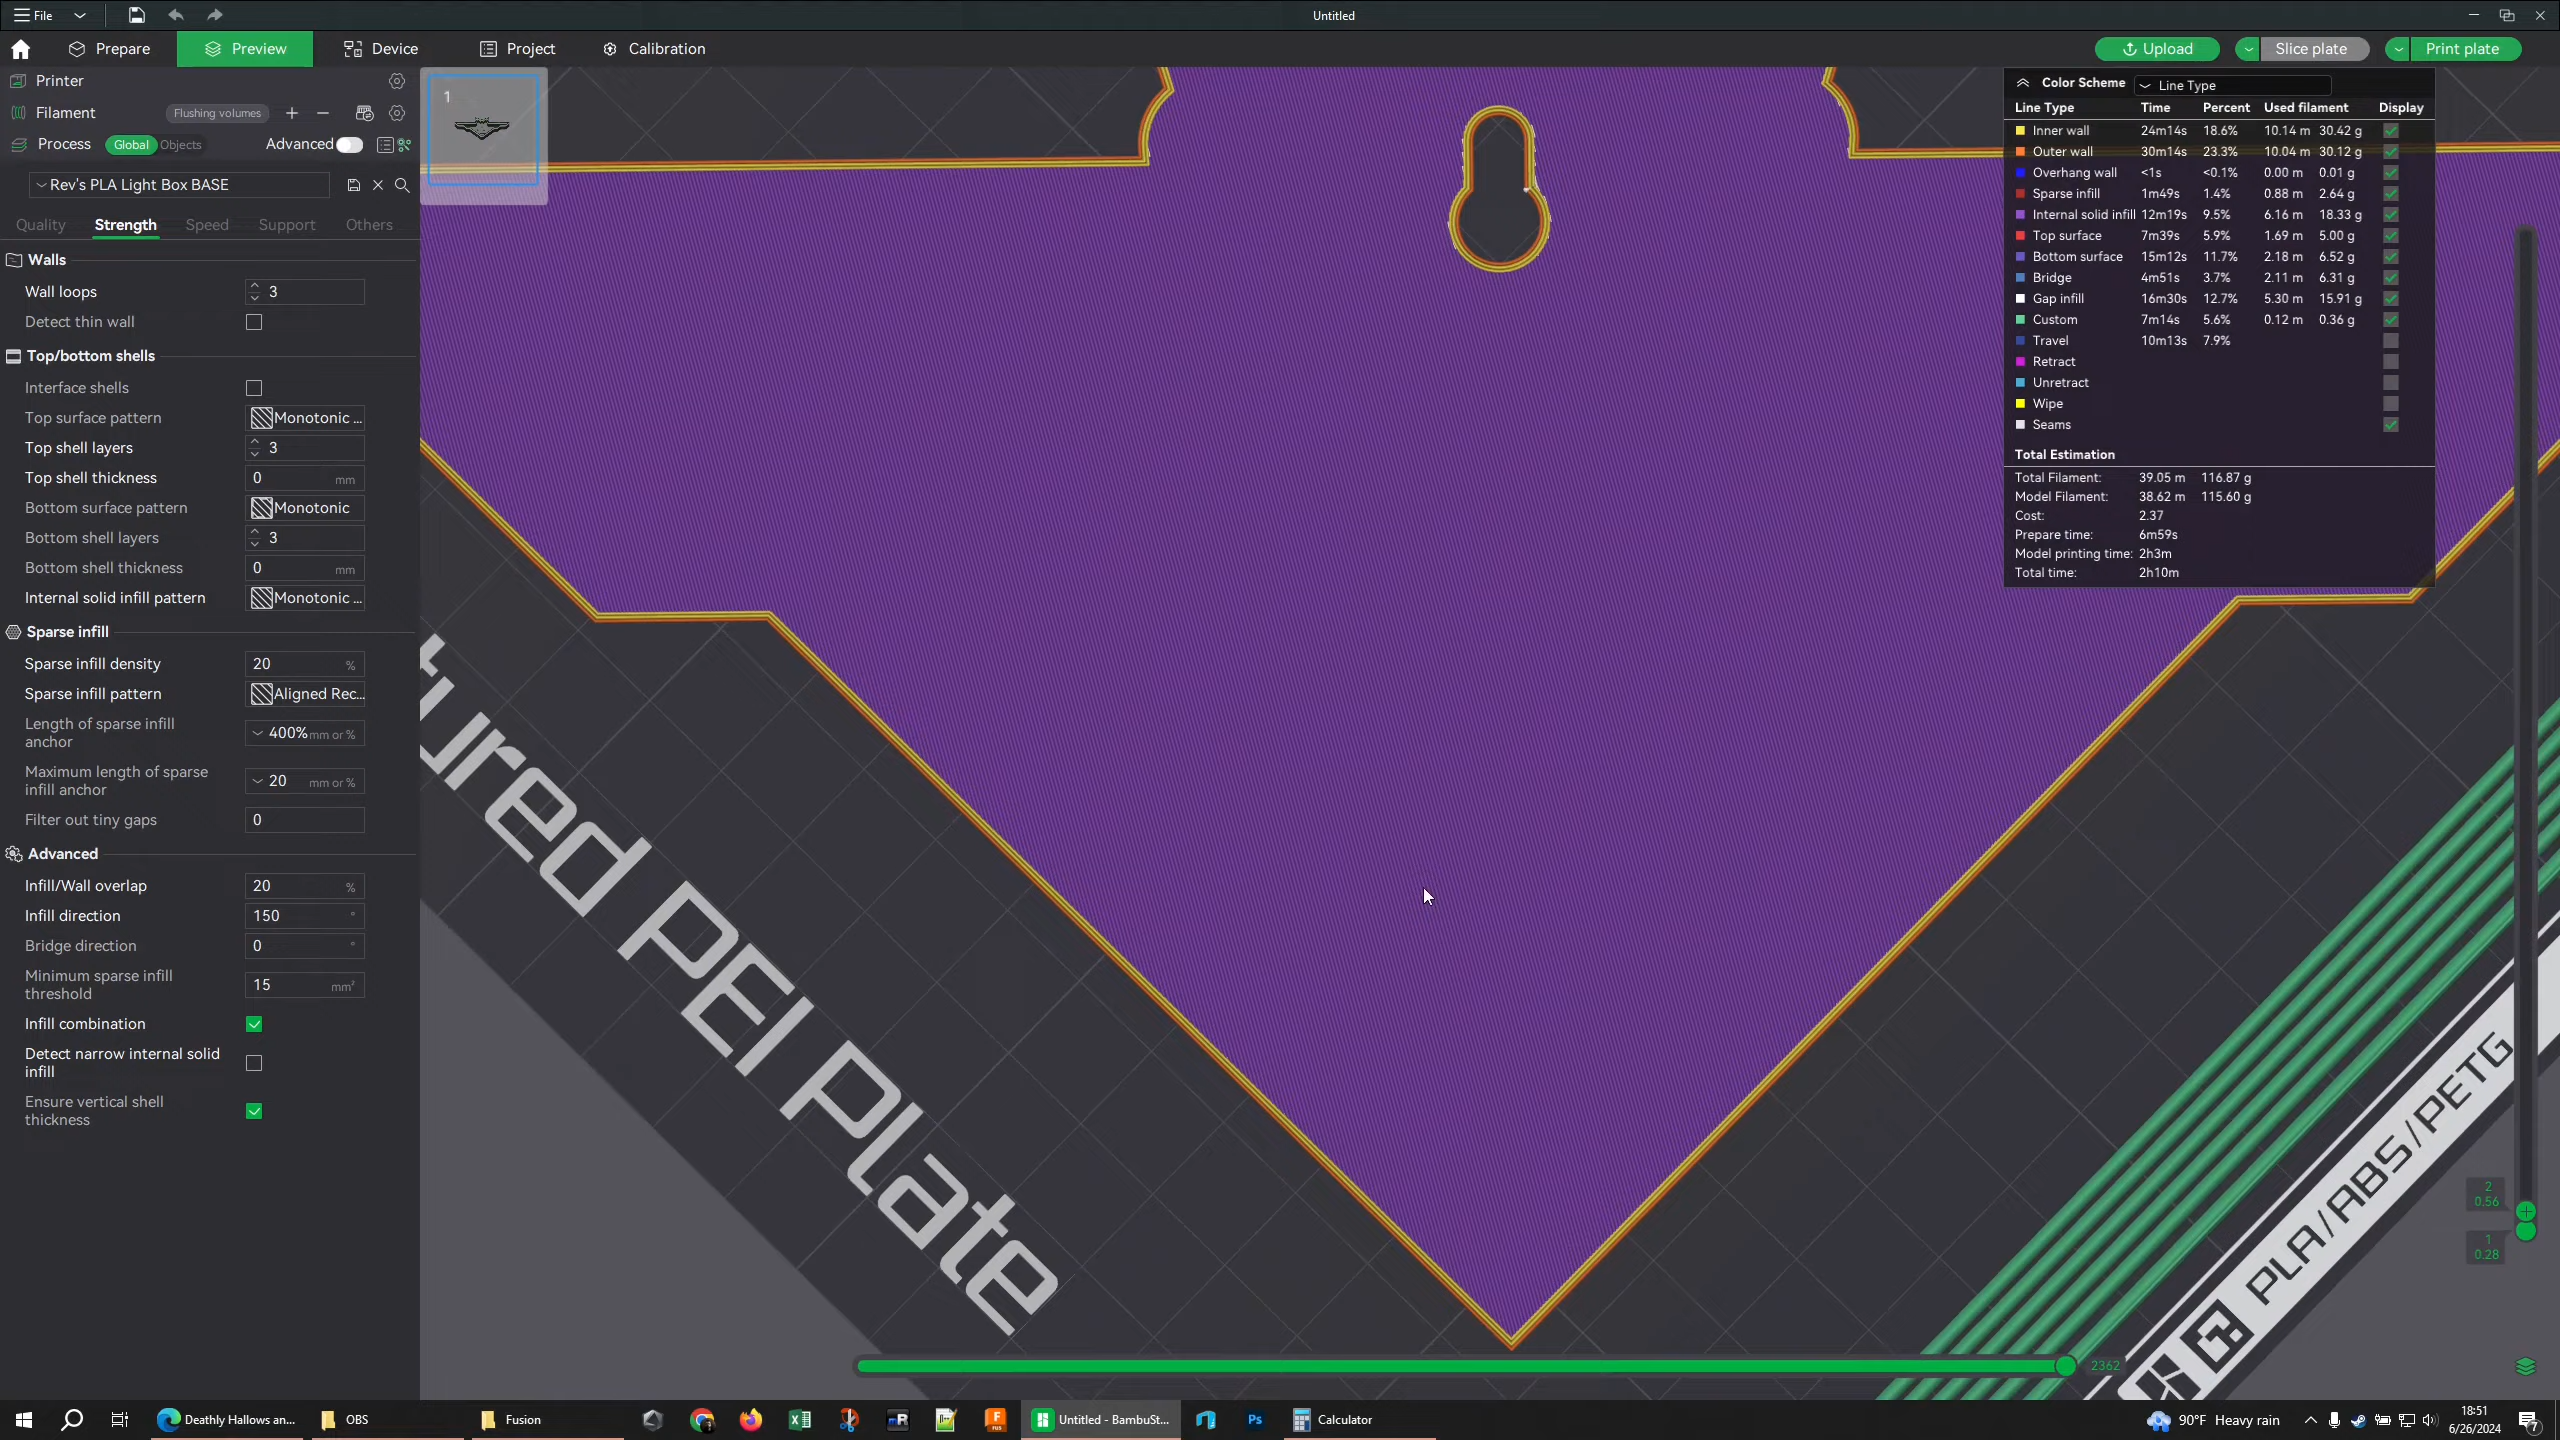 File
Untitled
Prepare
Preview
Device
Project
Calibration
Upload
Slice plate
Print plate
Printer
Filament
Flushing volumes
Process
Global
Objects
Advanced
Rev's PLA Light Box BASE
Quality
Strength
Speed
Support
Others
Walls
Wall loops 3
Detect thin wall
Top/bottom shells
Interface shells
Top surface pattern Monotonic ...
Top shell layers 3
Top shell thickness 0 mm
Bottom surface pattern Monotonic
Bottom shell layers 3
Bottom shell thickness 0 mm
Internal solid infill pattern Monotonic ...
Sparse infill
Sparse infill density 20 %
Sparse infill pattern Aligned Rec...
Length of sparse infill
anchor
400% mm or %
Maximum length of sparse
infill anchor
20 mm or %
Filter out tiny gaps 0
Advanced
Infill/Wall overlap 20 %
Infill direction 150 °
Bridge direction 0 °
Minimum sparse infill
threshold
15 mm²
Infill combination
Detect narrow internal solid
infill
Ensure vertical shell
thickness
1
Color Scheme Line Type
Line Type Time Percent Used filament Display
Inner wall 24m14s 18.6% 10.14 m 30.42 g
Outer wall 30m14s 23.3% 10.04 m 30.12 g
Overhang wall <1s <0.1% 0.00 m 0.01 g
Sparse infill 1m49s 1.4% 0.88 m 2.64 g
Internal solid infill 12m19s 9.5% 6.16 m 18.33 g
Top surface 7m39s 5.9% 1.69 m 5.00 g
Bottom surface 15m12s 11.7% 2.18 m 6.52 g
Bridge 4m51s 3.7% 2.11 m 6.31 g
Gap infill 16m30s 12.7% 5.30 m 15.91 g
Custom 7m14s 5.6% 0.12 m 0.36 g
Travel 10m13s 7.9%
Retract
Unretract
Wipe
Seams
Total Estimation
Total Filament: 39.05 m 116.87 g
Model Filament: 38.62 m 115.60 g
Cost: 2.37
Prepare time: 6m59s
Model printing time: 2h3m
Total time: 2h10m
tured PEI Plate
PLA/ABS/PETG
2
0.56
1
0.28
2362
Deathly Hallows an...
OBS
Fusion
Untitled - BambuSt...
Calculator
90°F Heavy rain
18:51
6/26/2024
7